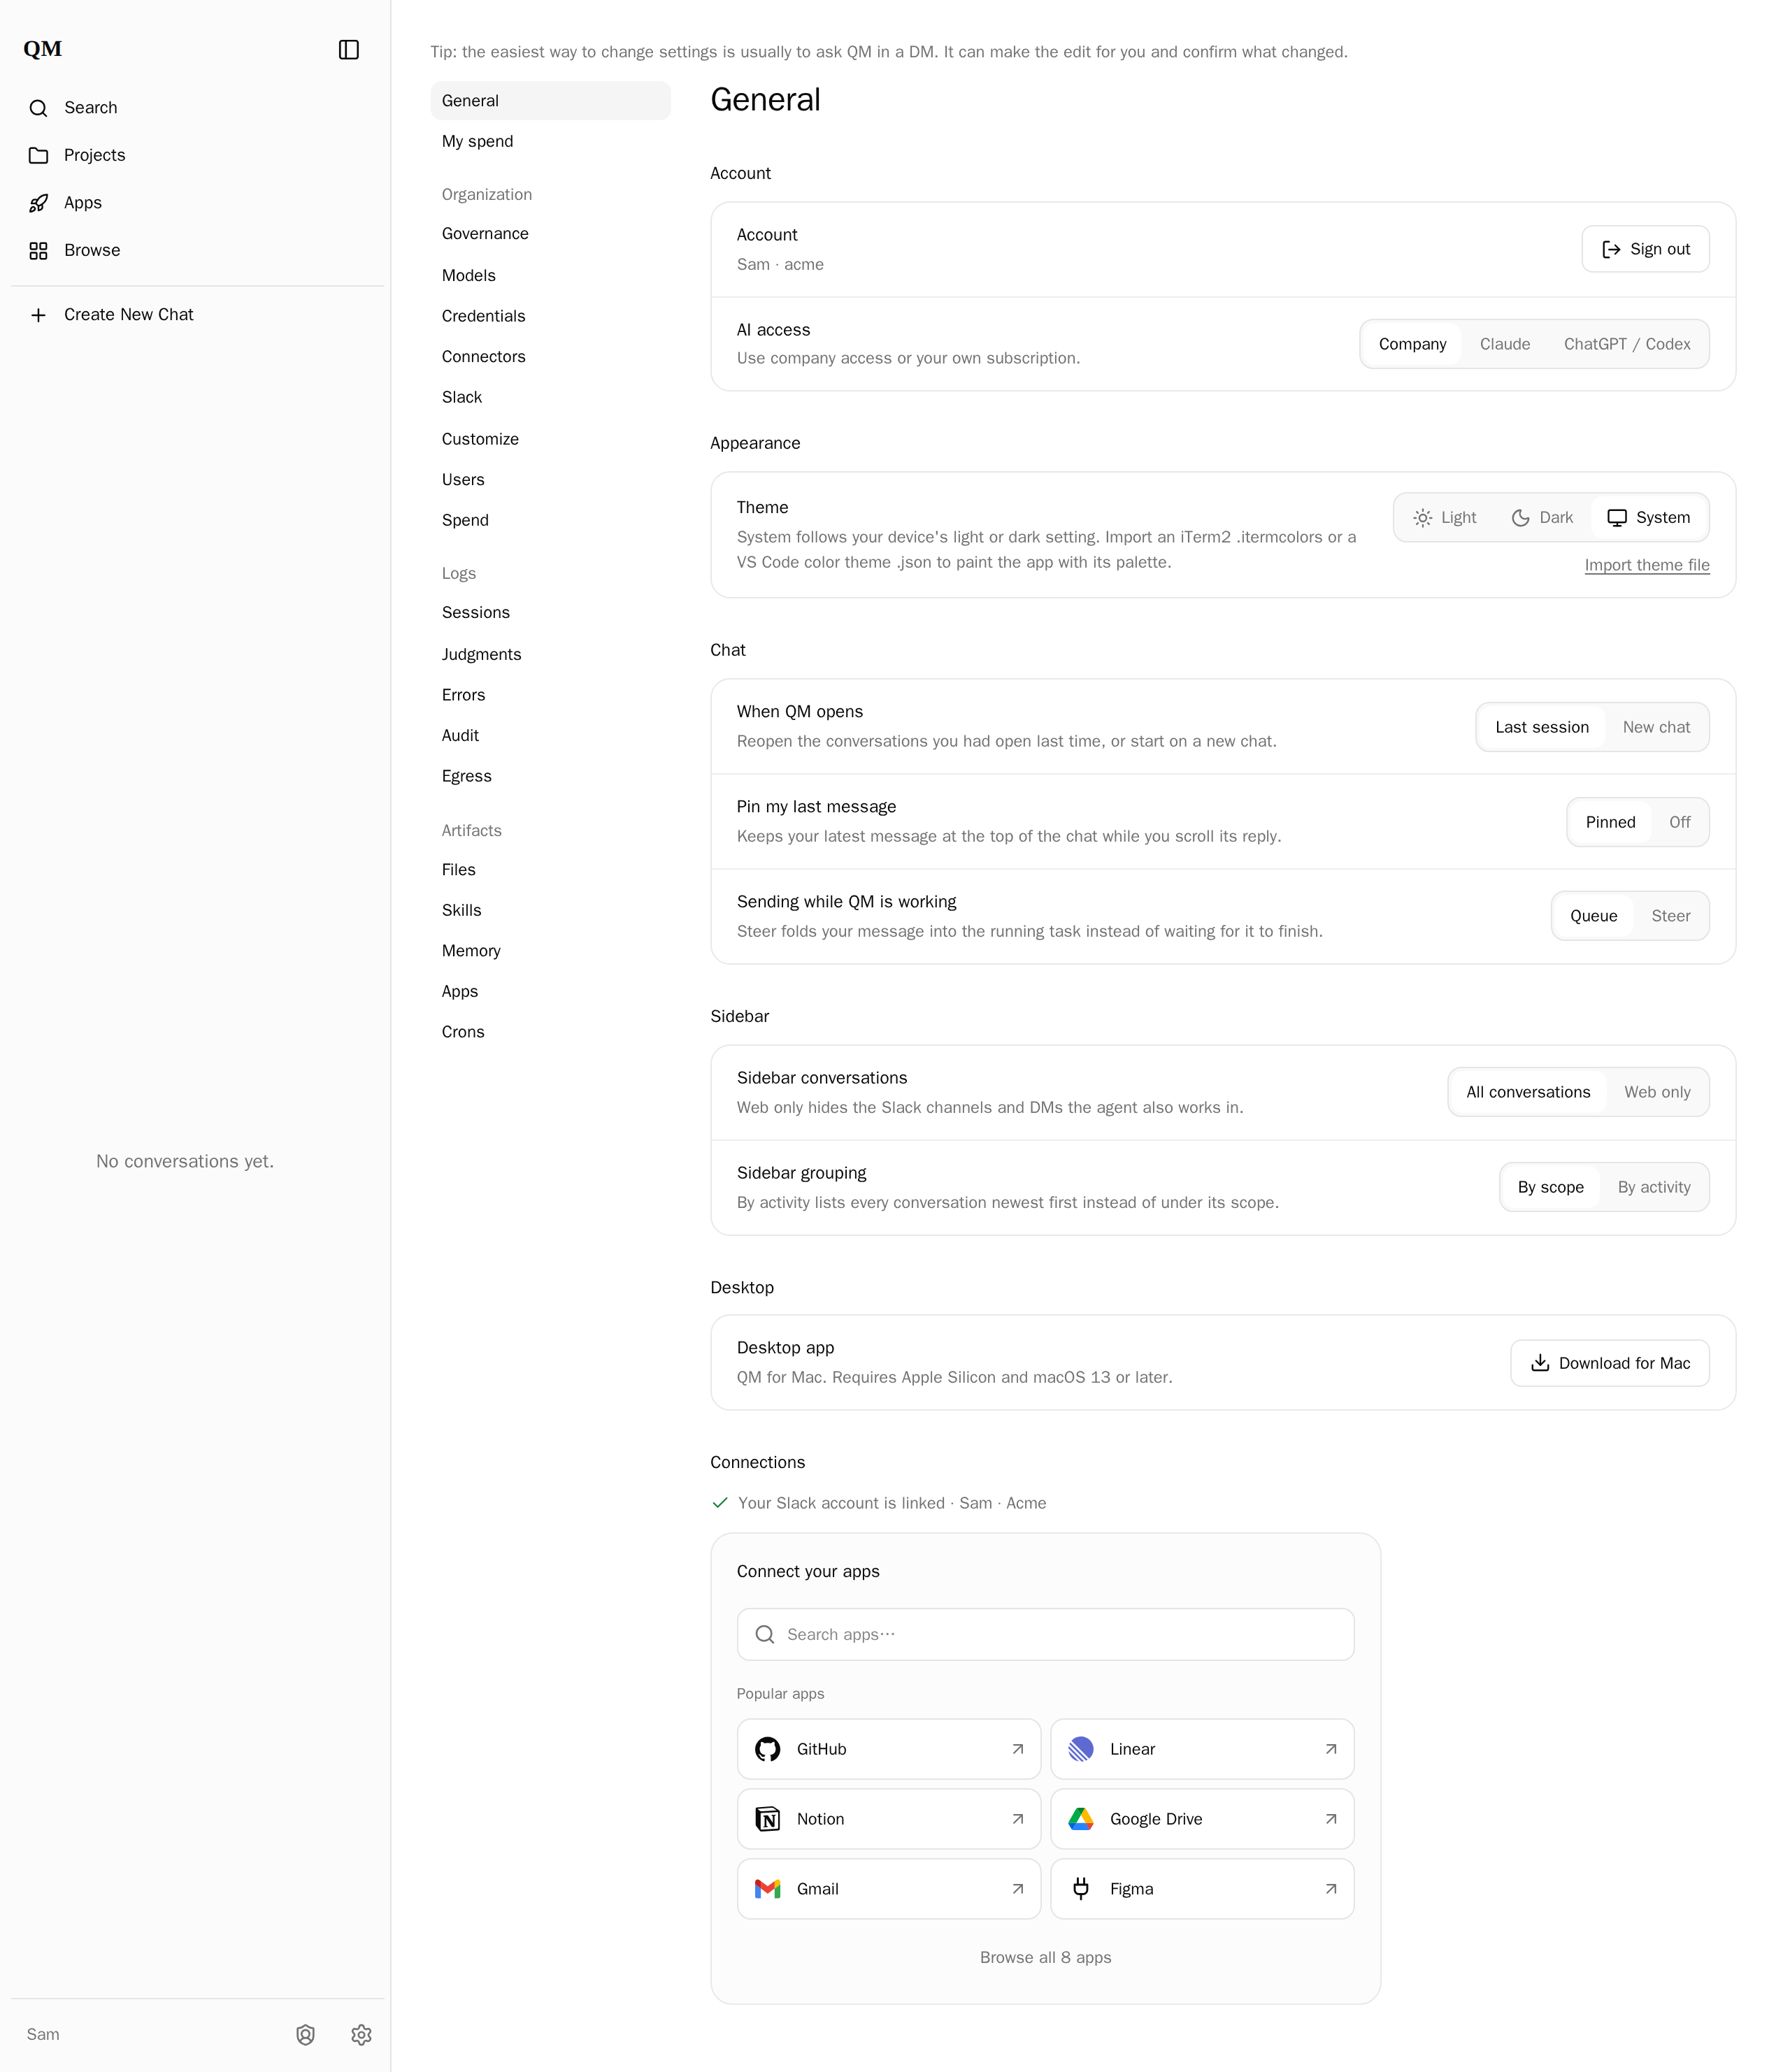 QM
Search
Projects
Apps
Browse
Create New Chat
No conversations yet.
Sam
Tip: the easiest way to change settings is usually to ask QM in a DM. It can make the edit for you and confirm what changed.
General
My spend
Organization
Governance
Models
Credentials
Connectors
Slack
Customize
Users
Spend
Logs
Sessions
Judgments
Errors
Audit
Egress
Artifacts
Files
Skills
Memory
Apps
Crons
General
Account
Account
Sam · acme
Sign out
AI access
Use company access or your own subscription.
Company Claude ChatGPT / Codex
Appearance
Theme
System follows your device's light or dark setting. Import an iTerm2 .itermcolors or a
VS Code color theme .json to paint the app with its palette.
Light Dark System
Import theme file
Chat
When QM opens
Reopen the conversations you had open last time, or start on a new chat.
Last session New chat
Pin my last message
Keeps your latest message at the top of the chat while you scroll its reply.
Pinned Off
Sending while QM is working
Steer folds your message into the running task instead of waiting for it to finish.
Queue Steer
Sidebar
Sidebar conversations
Web only hides the Slack channels and DMs the agent also works in.
All conversations Web only
Sidebar grouping
By activity lists every conversation newest first instead of under its scope.
By scope By activity
Desktop
Desktop app
QM for Mac. Requires Apple Silicon and macOS 13 or later.
Download for Mac
Connections
Your Slack account is linked · Sam · Acme
Connect your apps
Search apps…
Popular apps
GitHub
Linear
Notion
Google Drive
Gmail
Figma
Browse all 8 apps